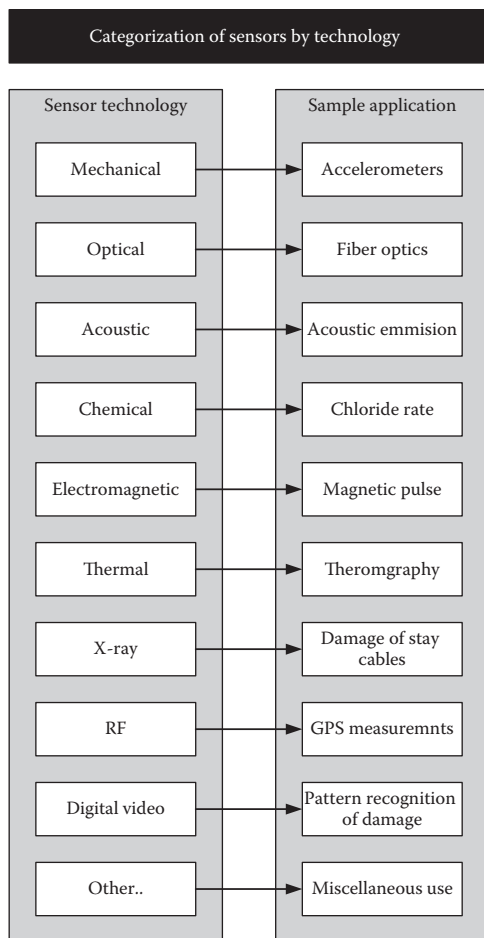 Categorization of sensors by technology
Sensor technology
Sample application
Mechanical
Accelerometers
Optical
Fiber optics
Acoustic
Acoustic emmision
Chemical
Chloride rate
Electromagnetic
Magnetic pulse
Thermal
Theromgraphy
X-ray
Damage of stay
cables
RF
GPS measuremnts
Digital video
Pattern recognition
of damage
Other..
Miscellaneous use